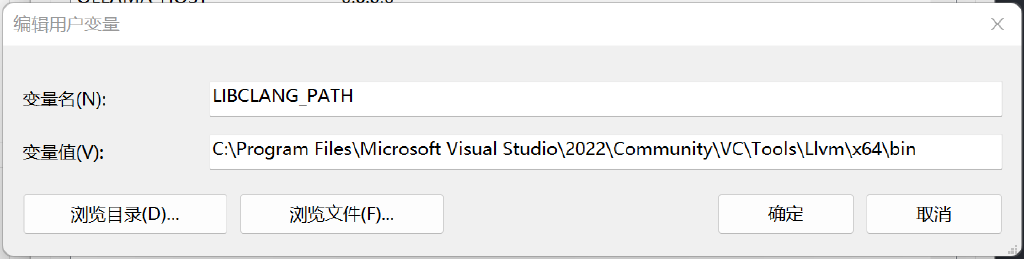 编辑用户变量
变量名(N):
LIBCLANG_PATH
变量值(V):
C:\Program Files\Microsoft Visual Studio\2022\Community\VC\Tools\Llvm\x64\bin
浏览目录(D)...
浏览文件(F)...
确定
取消